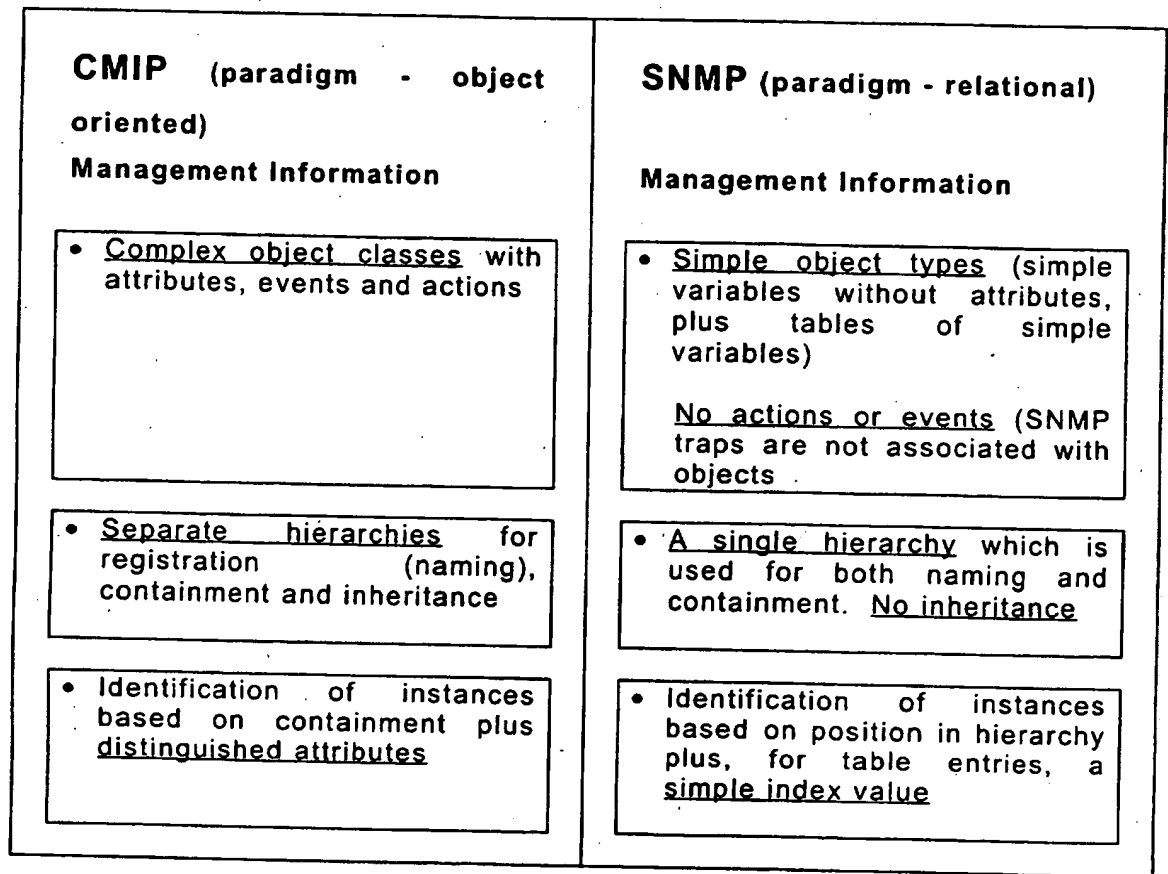 CMIP (paradigm - object
oriented)
Management Information
• Complex object classes with
attributes, events and actions
• Separate hierarchies for
registration (naming),
containment and inheritance
• Identification of instances
based on containment plus
distinguished attributes
SNMP (paradigm - relational)
Management Information
• Simple object types (simple
variables without attributes,
plus tables of simple
variables)
No actions or events (SNMP
traps are not associated with
objects
• A single hierarchy which is
used for both naming and
containment. No inheritance
• Identification of instances
based on position in hierarchy
plus, for table entries, a
simple index value